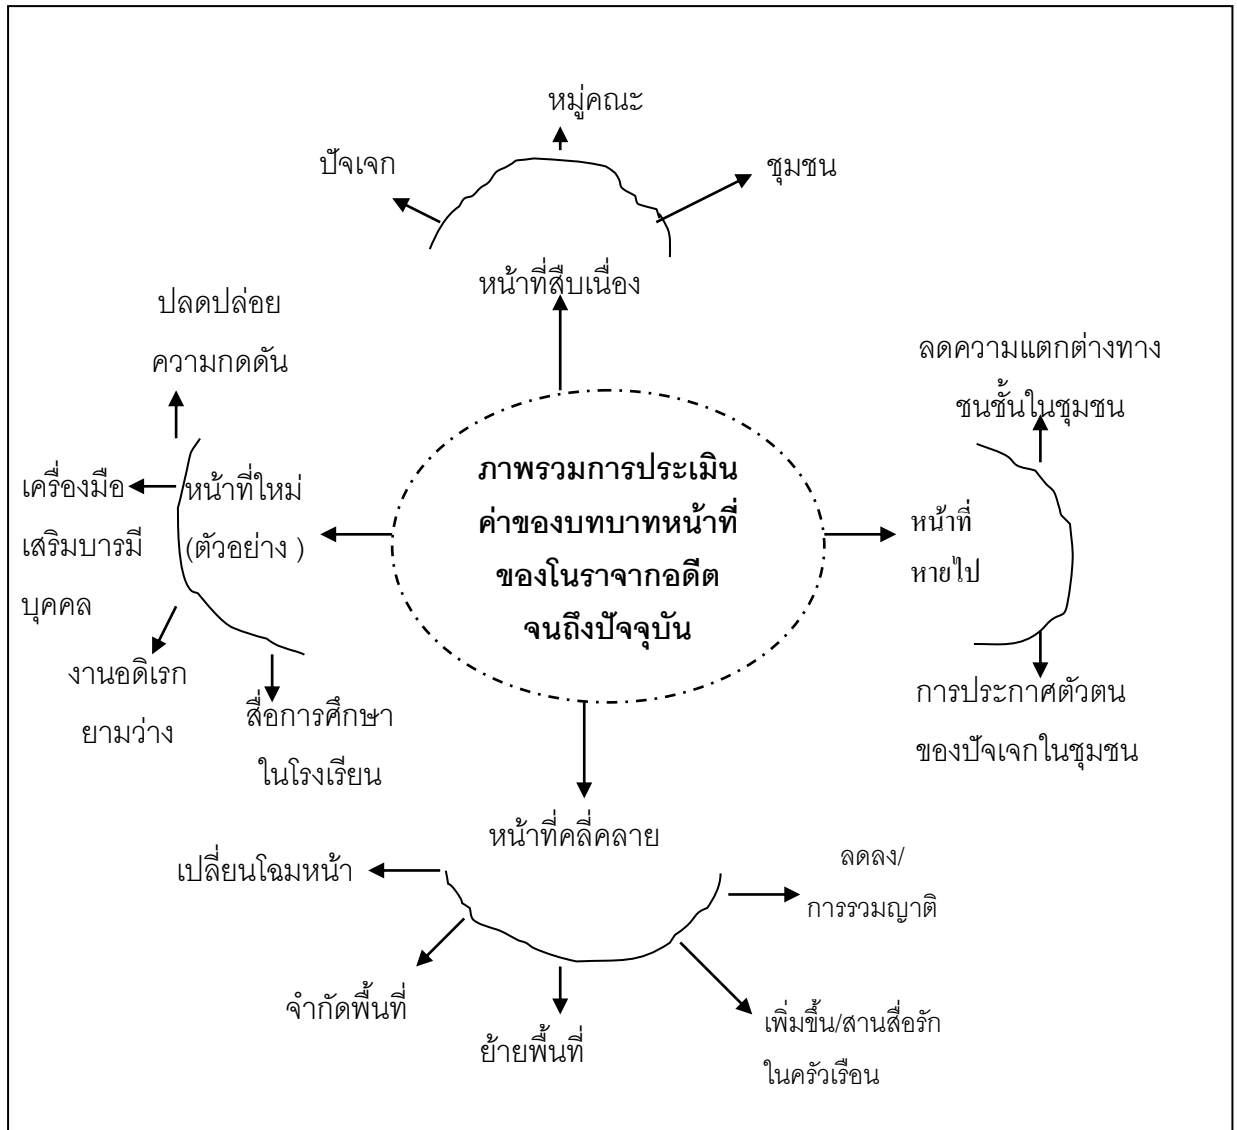 หมู่คณะ
ปัจเจก
ชุมชน
หน้าที่สืบเนื่อง
ปลดปล่อย
ความกดดัน
ลดความแตกต่างทาง
ชนชั้นในชุมชน
ภาพรวมการประเมิน
ค่าของบทบาทหน้าที่
ของโนราจากอดีต
จนถึงปัจจุบัน
เครื่องมือ
เสริมบารมี
บุคคล
หน้าที่ใหม่
(ตัวอย่าง )
หน้าที่
หายไป
งานอดิเรก
ยามว่าง
สื่อการศึกษา
ในโรงเรียน
การประกาศตัวตน
ของปัจเจกในชุมชน
หน้าที่คลี่คลาย
เปลี่ยนโฉมหน้า
ลดลง/
การรวมญาติ
จำกัดพื้นที่
ย้ายพื้นที่
เพิ่มขึ้น/สานสื่อรัก
ในครัวเรือน